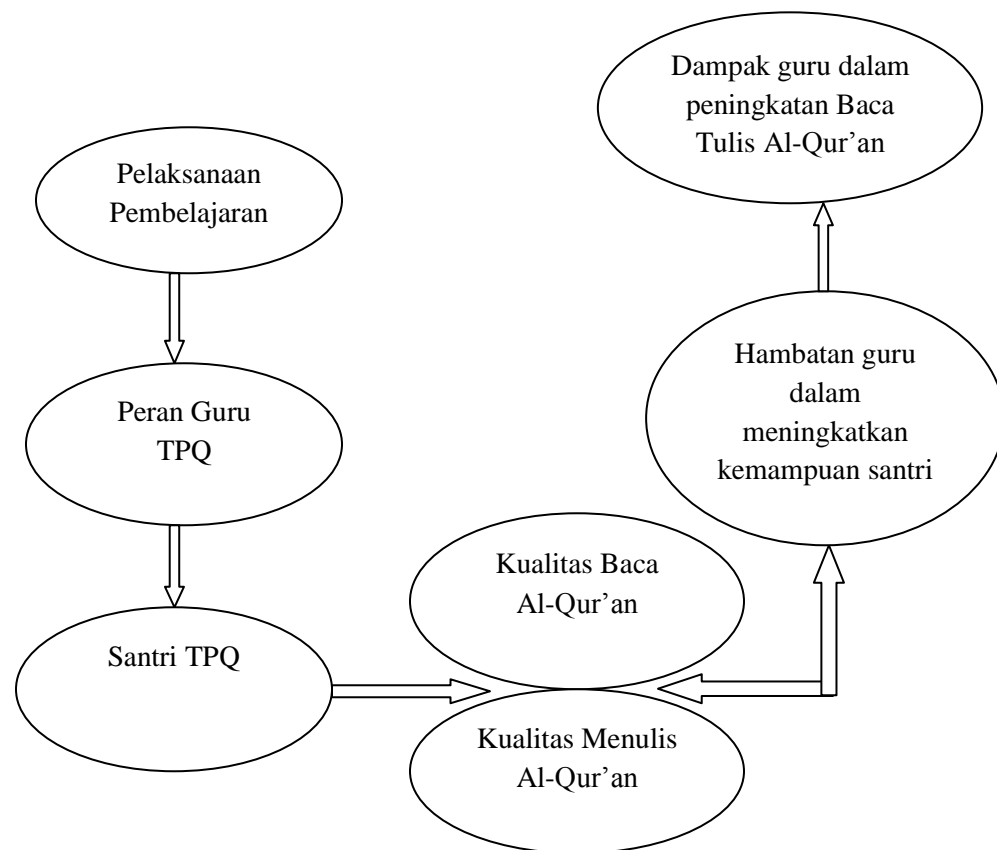 Pelaksanaan
Pembelajaran
Peran Guru
TPQ
Santri TPQ
Kualitas Baca
Al-Qur’an
Kualitas Menulis
Al-Qur’an
Hambatan guru
dalam
meningkatkan
kemampuan santri
Dampak guru dalam
peningkatan Baca
Tulis Al-Qur’an